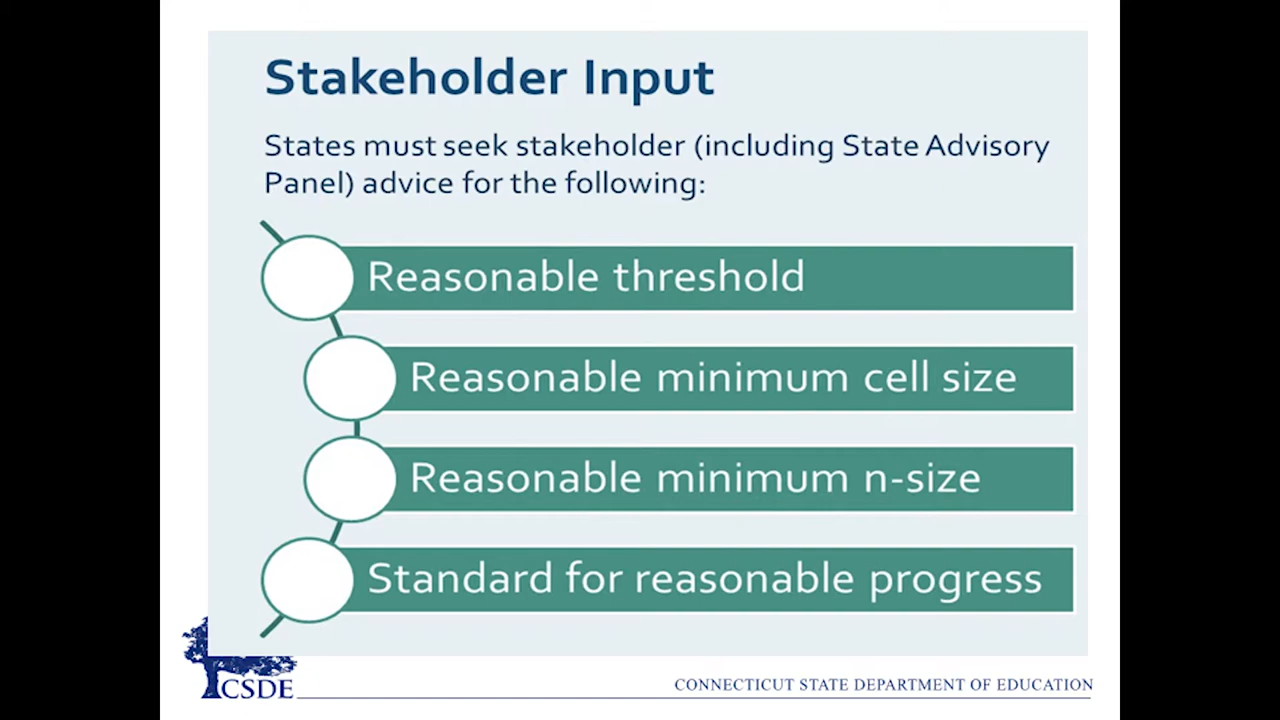 Stakeholder Input
States must seek stakeholder (including State Advisory
Panel) advice for the following:
Reasonable threshold
Reasonable minimum cell size
Reasonable minimum n-size
Standard for reasonable progress
CSDE
CONNECTICUT STATE DEPARTMENT OF EDUCATION